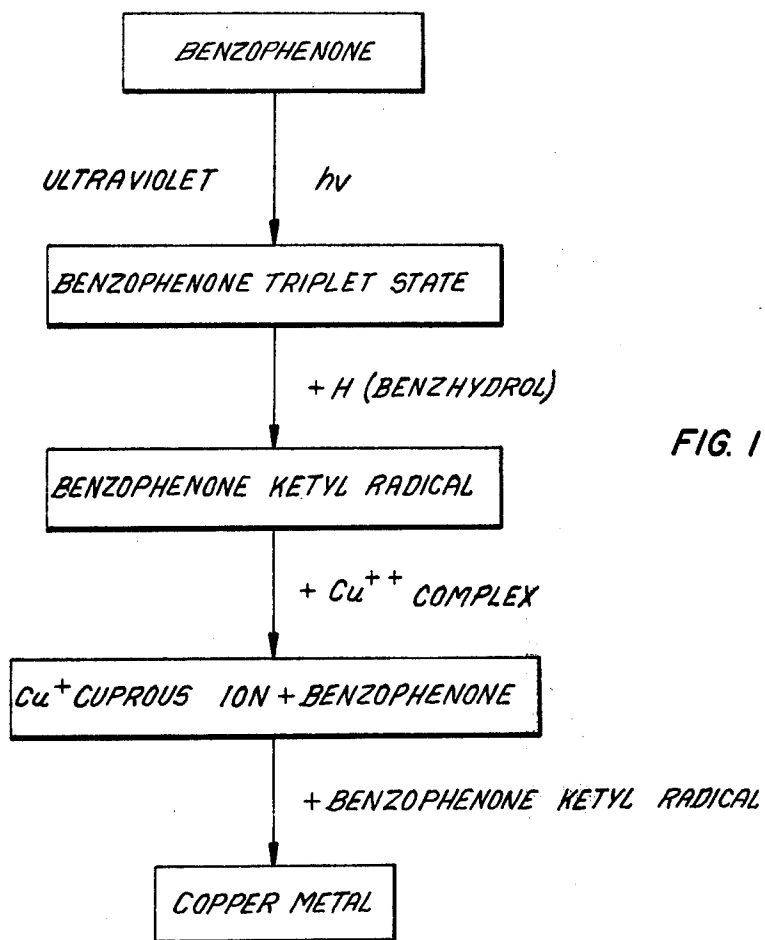 BENZOPHENONE
ULTRAVIOLET hν
BENZOPHENONE TRIPLET STATE
+ H (BENZHYDROL)
FIG. 1
BENZOPHENONE KETYL RADICAL
+ Cu++ COMPLEX
Cu+ CUPROUS ION + BENZOPHENONE
+ BENZOPHENONE KETYL RADICAL
COPPER METAL